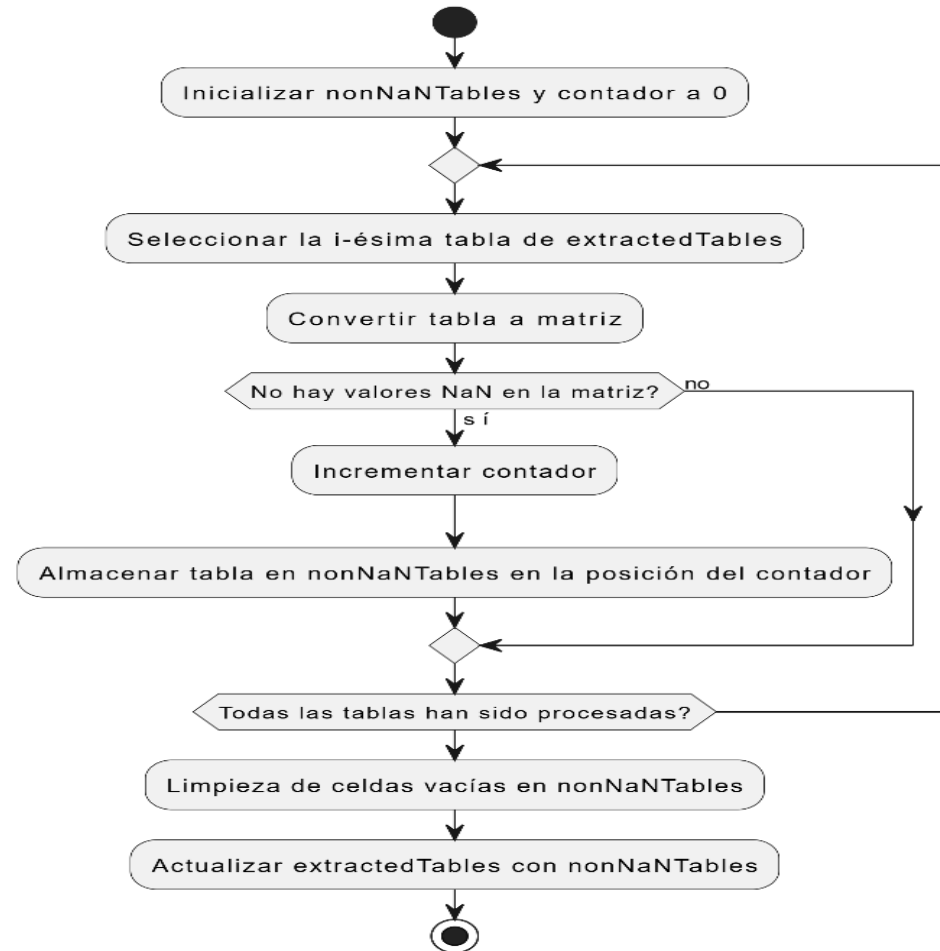 Inicializar nonNaNTables y contador a 0
Seleccionar la i-ésima tabla de extractedTables
Convertir tabla a matriz
No hay valores NaN en la matriz?
no
sí
Incrementar contador
Almacenar tabla en nonNaNTables en la posición del contador
Todas las tablas han sido procesadas?
Limpieza de celdas vacías en nonNaNTables
Actualizar extractedTables con nonNaNTables